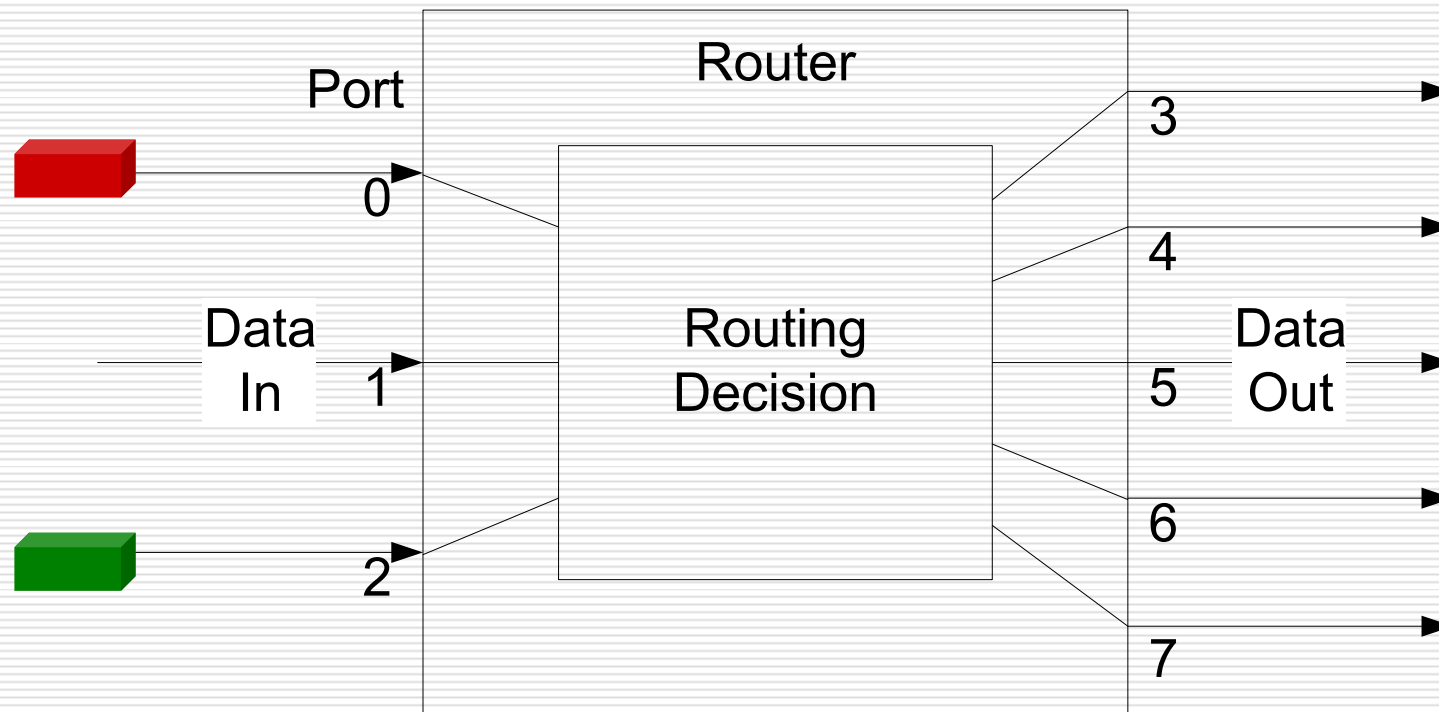 Router
Port
3
0
4
Data
In
1
Routing
Decision
5
Data
Out
6
2
7